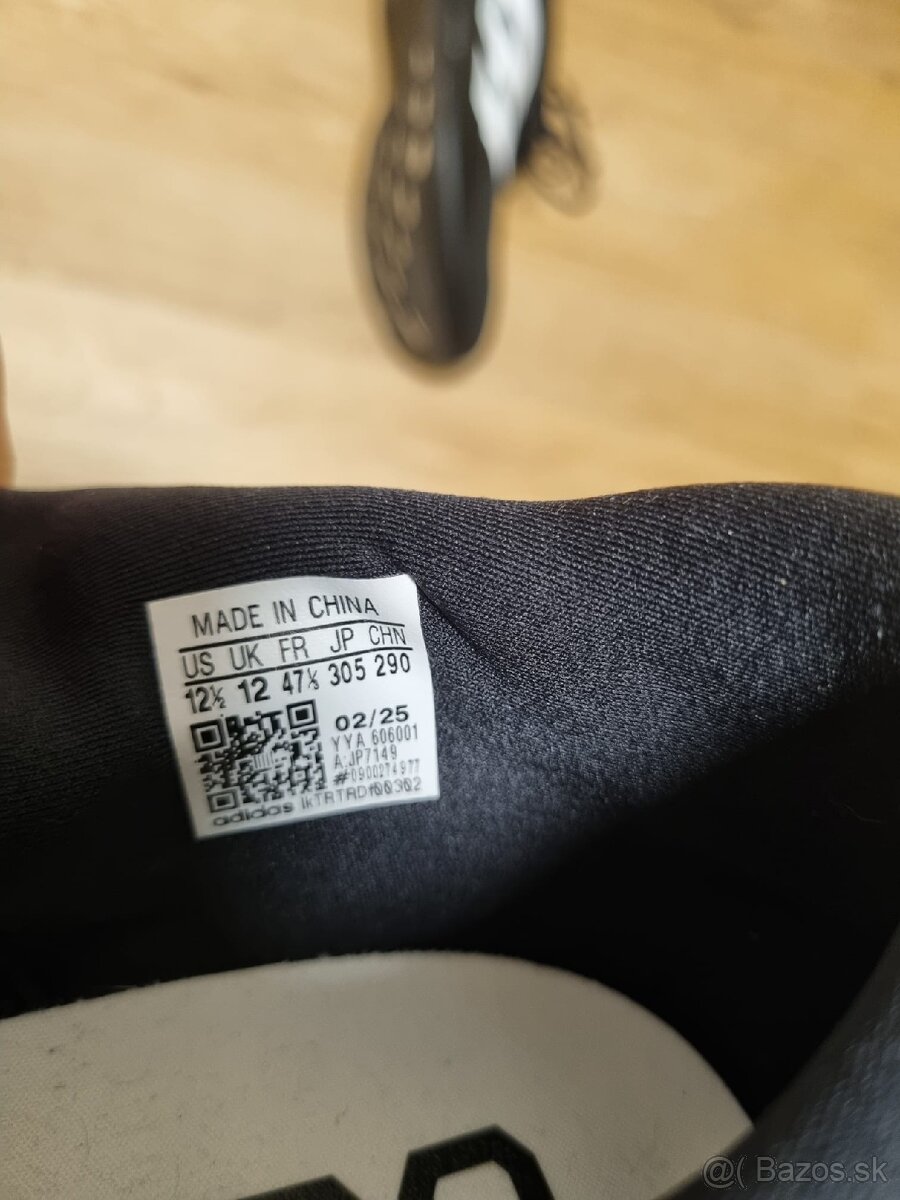 MADE IN CHINA
US UK FR JP CHN
12½ 12 47⅓ 305 290
02/25
YYA 606001
A:JP7149
#0900274977
adidas IkTRTRDf00302
@( Bazos.sk